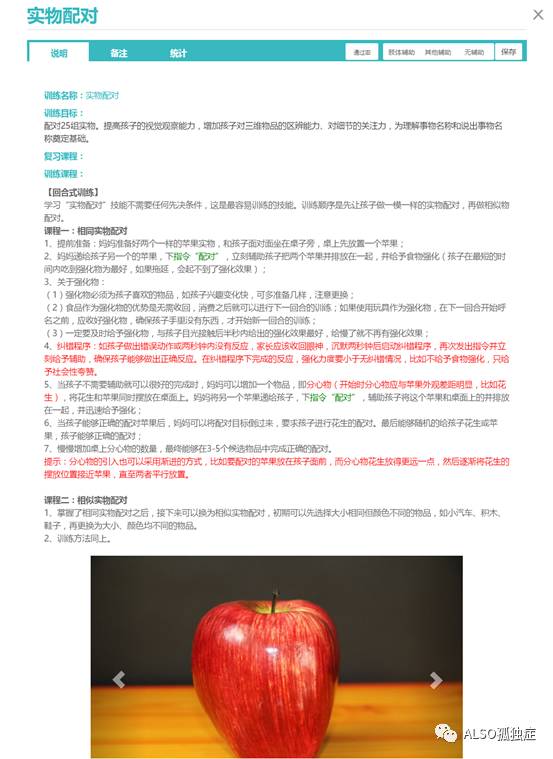 实物配对
说明 备注 统计 通过率 肢体辅助 其他辅助 无辅助 保存
训练名称：实物配对
训练目标：
配对25组实物。提高孩子的视觉观察能力，增加孩子对三维物品的区辨能力、对细节的关注力，为理解事物名称和说出事物名
称奠定基础。
复习课程：
训练课程：
【回合式训练】
学习“实物配对”技能不需要任何先决条件，这是最容易训练的技能。训练顺序是先让孩子做一模一样的实物配对，再做相似物
配对。
课程一：相同实物配对
1、提前准备：妈妈准备好两个一样的苹果实物，和孩子面对面坐在桌子旁，桌上先放置一个苹果；
2、妈妈递给孩子另一个的苹果，下指令“配对”，立刻辅助孩子把两个苹果并排放在一起，并给予食物强化（孩子在最短的时
间内吃到强化物为最好，如果拖延，会起不到了强化效果）；
3、关于强化物：
（1）强化物必须为孩子喜欢的物品，如孩子兴趣变化快，可多准备几样，注意更换；
（2）食品作为强化物的优势是无需收回，消费之后就可以进行下一回合的训练；如果使用玩具作为强化物，在下一回合开始呼
名之前，应收好强化物，确保孩子手里没有东西，才开始新一回合的训练；
（3）一定要及时给予强化物，与孩子目光接触后半秒内给出的强化效果最好，给慢了就不再有强化效果；
4、纠错程序：如孩子做出错误动作或两秒钟内没有反应，家长应该收回眼神，沉默两秒钟后启动纠错程序，再次发出指令并立
刻给予辅助，确保孩子能够做出正确反应。在纠错程序下完成的反应，强化力度要小于无纠错情况，比如不给予食物强化，只给
予社会性夸赞。
5、当孩子不需要辅助就可以很好的完成时，妈妈可以增加一个物品，即分心物（开始时分心物应与苹果外观差距明显，比如花
生），将花生和苹果同时摆放在桌面上。妈妈将另一个苹果递给孩子，下指令“配对”，辅助孩子将这个苹果和桌面上的并排放
在一起，并迅速给予强化；
6、当孩子能够正确的配对苹果后，妈妈可以将配对目标倒过来，要求孩子进行花生的配对。最后能够随机的给孩子花生或苹
果；孩子能够正确的配对；
7、慢慢增加桌上分心物的数量，最终能够在3-5个候选物品中完成正确的配对。
提示：分心物的引入也可以采用渐进的方式，比如要配对的苹果放在孩子面前，而分心物花生放得更远一点，然后逐渐将花生的
摆放位置接近苹果，直至两者平行放置。
课程二：相似实物配对
1、掌握了相同实物配对之后，接下来可以换为相似实物配对，初期可以先选择大小相同但颜色不同的物品，如小汽车、积木、
鞋子，再更换为大小、颜色均不同的物品。
2、训练方法同上。
ALSO孤独症